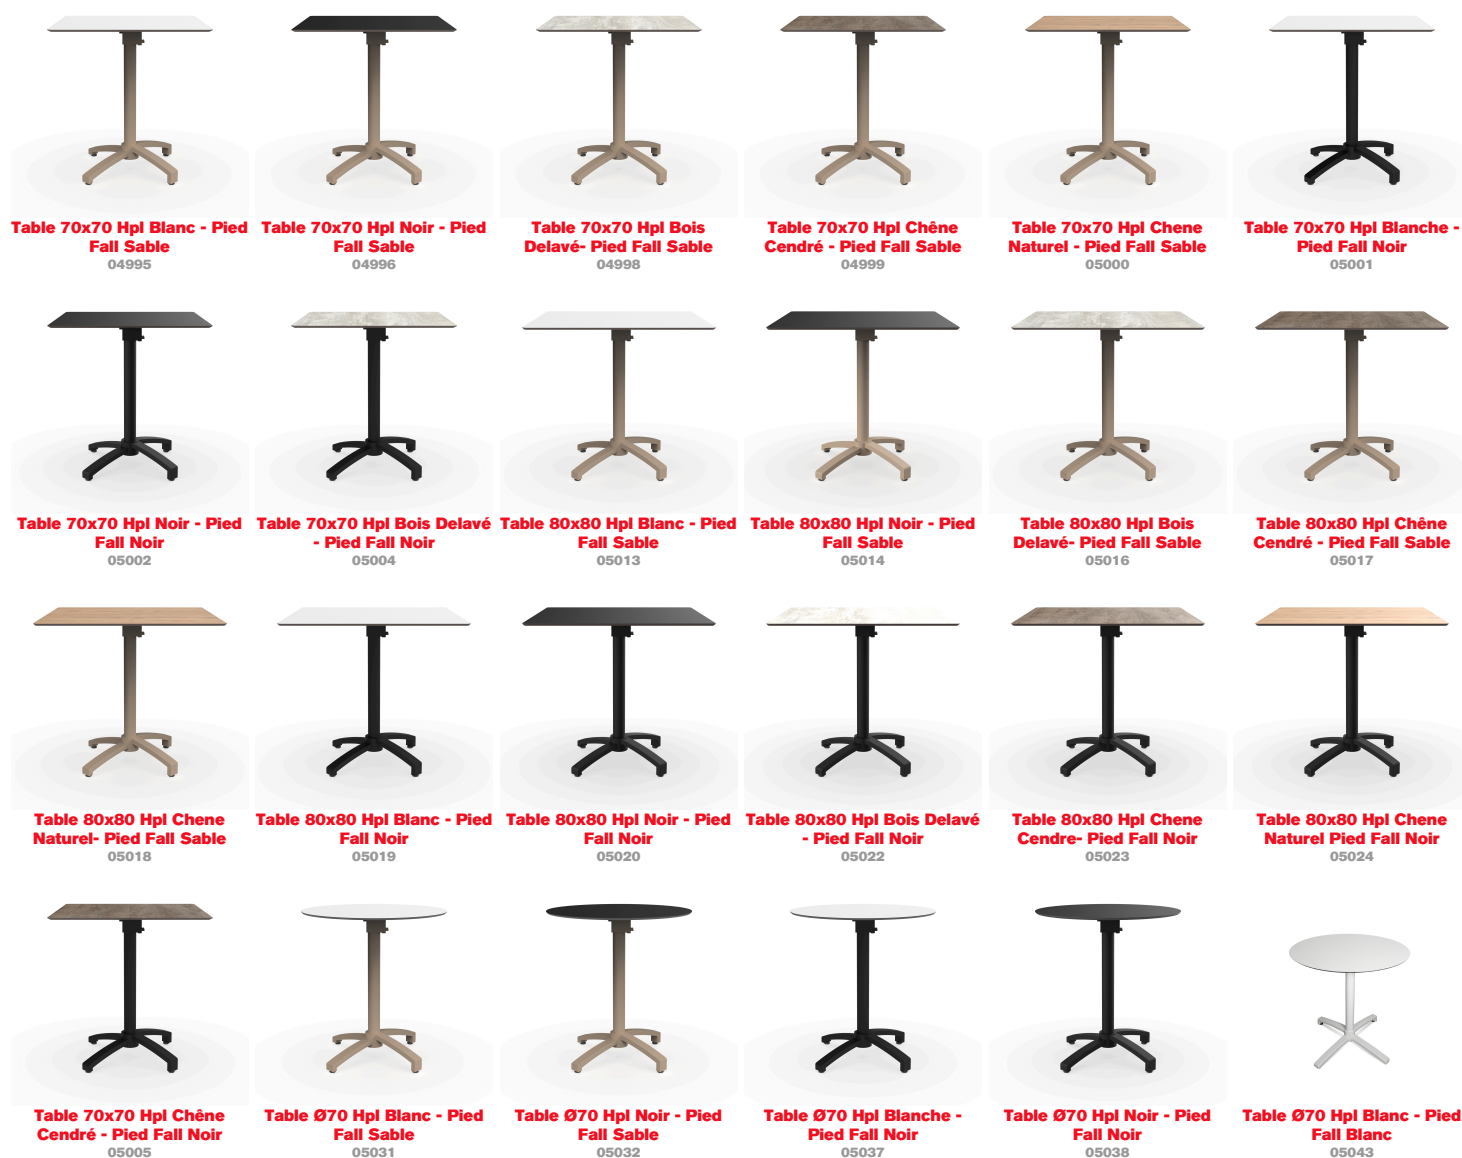 Table 70x70 Hpl Blanc - Pied
Fall Sable
04995
Table 70x70 Hpl Noir - Pied
Fall Sable
04996
Table 70x70 Hpl Bois
Delavé- Pied Fall Sable
04998
Table 70x70 Hpl Chêne
Cendré - Pied Fall Sable
04999
Table 70x70 Hpl Chene
Naturel - Pied Fall Sable
05000
Table 70x70 Hpl Blanche -
Pied Fall Noir
05001
Table 70x70 Hpl Noir - Pied
Fall Noir
05002
Table 70x70 Hpl Bois Delavé
- Pied Fall Noir
05004
Table 80x80 Hpl Blanc - Pied
Fall Sable
05013
Table 80x80 Hpl Noir - Pied
Fall Sable
05014
Table 80x80 Hpl Bois
Delavé- Pied Fall Sable
05016
Table 80x80 Hpl Chêne
Cendré - Pied Fall Sable
05017
Table 80x80 Hpl Chene
Naturel- Pied Fall Sable
05018
Table 80x80 Hpl Blanc - Pied
Fall Noir
05019
Table 80x80 Hpl Noir - Pied
Fall Noir
05020
Table 80x80 Hpl Bois Delavé
- Pied Fall Noir
05022
Table 80x80 Hpl Chene
Cendre- Pied Fall Noir
05023
Table 80x80 Hpl Chene
Naturel Pied Fall Noir
05024
Table 70x70 Hpl Chêne
Cendré - Pied Fall Noir
05005
Table Ø70 Hpl Blanc - Pied
Fall Sable
05031
Table Ø70 Hpl Noir - Pied
Fall Sable
05032
Table Ø70 Hpl Blanche -
Pied Fall Noir
05037
Table Ø70 Hpl Noir - Pied
Fall Noir
05038
Table Ø70 Hpl Blanc - Pied
Fall Blanc
05043